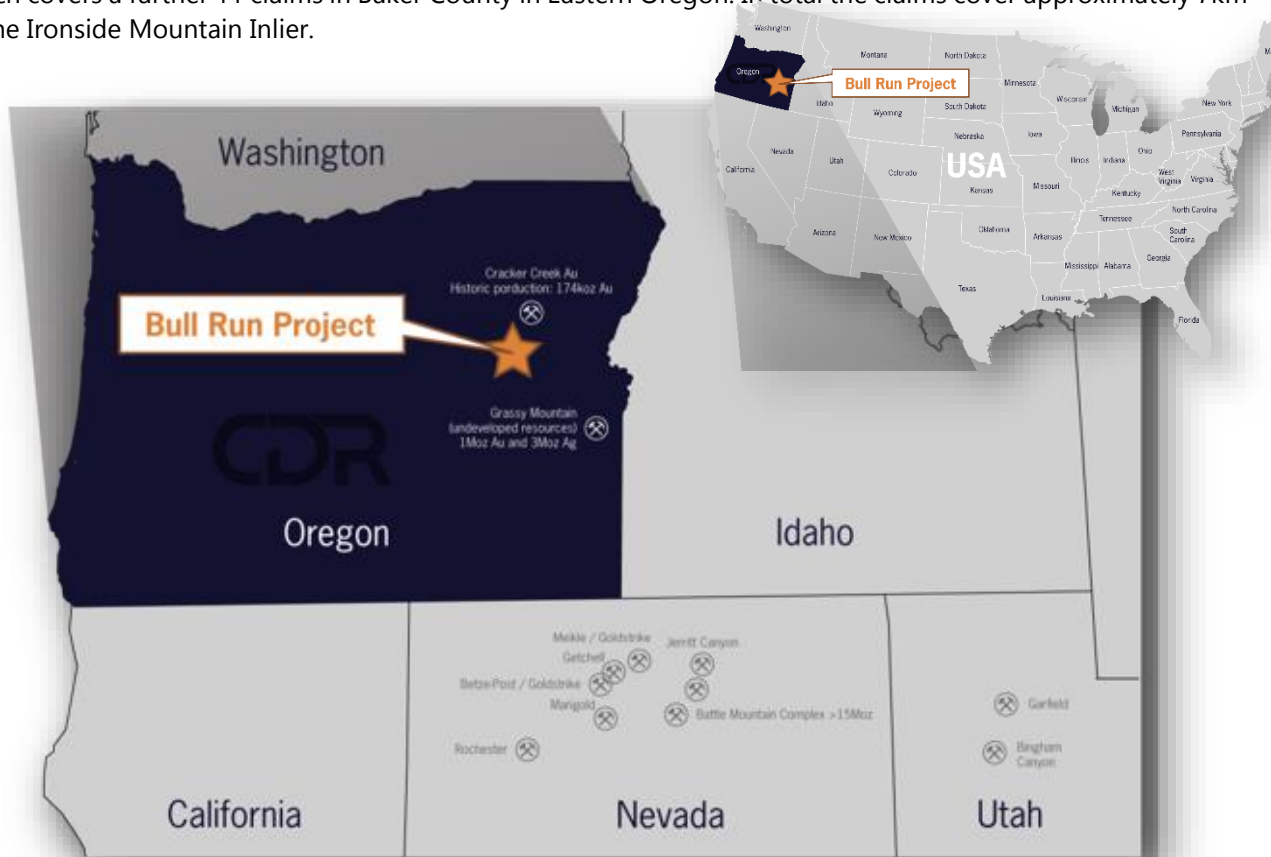 covers a further 44 claims in Baker County in Eastern Oregon. In total the claims cover approximately 7km
Ironside Mountain Inlier.
Washington
Montana
North Dakota
Minnesota
Oregon
Bull Run Project
Idaho
Wyoming
South Dakota
Wisconsin
Michigan
New York
Nebraska
Iowa
Pennsylvania
Nevada
Utah
Colorado
USA
Illinois
Indiana
Ohio
West Virginia
Virginia
California
Kansas
Missouri
Kentucky
North Carolina
Tennessee
Arizona
New Mexico
Oklahoma
Arkansas
South Carolina
Mississippi
Alabama
Georgia
Texas
Louisiana
Florida
Washington
Cracker Creek Au
Historic porduction: 174koz Au
Bull Run Project
Grassy Mountain
(undeveloped resources)
1Moz Au and 3Moz Ag
CDR
Oregon
Idaho
Meikle / Goldstrike
Jerritt Canyon
Getchell
Betze-Post / Goldstrike
Marigold
Battle Mountain Complex >15Moz
Rochester
Garfield
Bingham
Canyon
California
Nevada
Utah